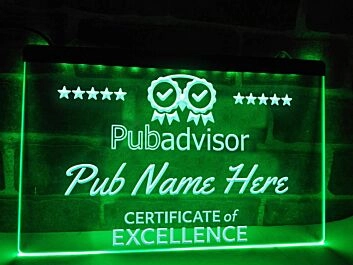 Pubadvisor
Pub Name Here
CERTIFICATE of
EXCELLENCE